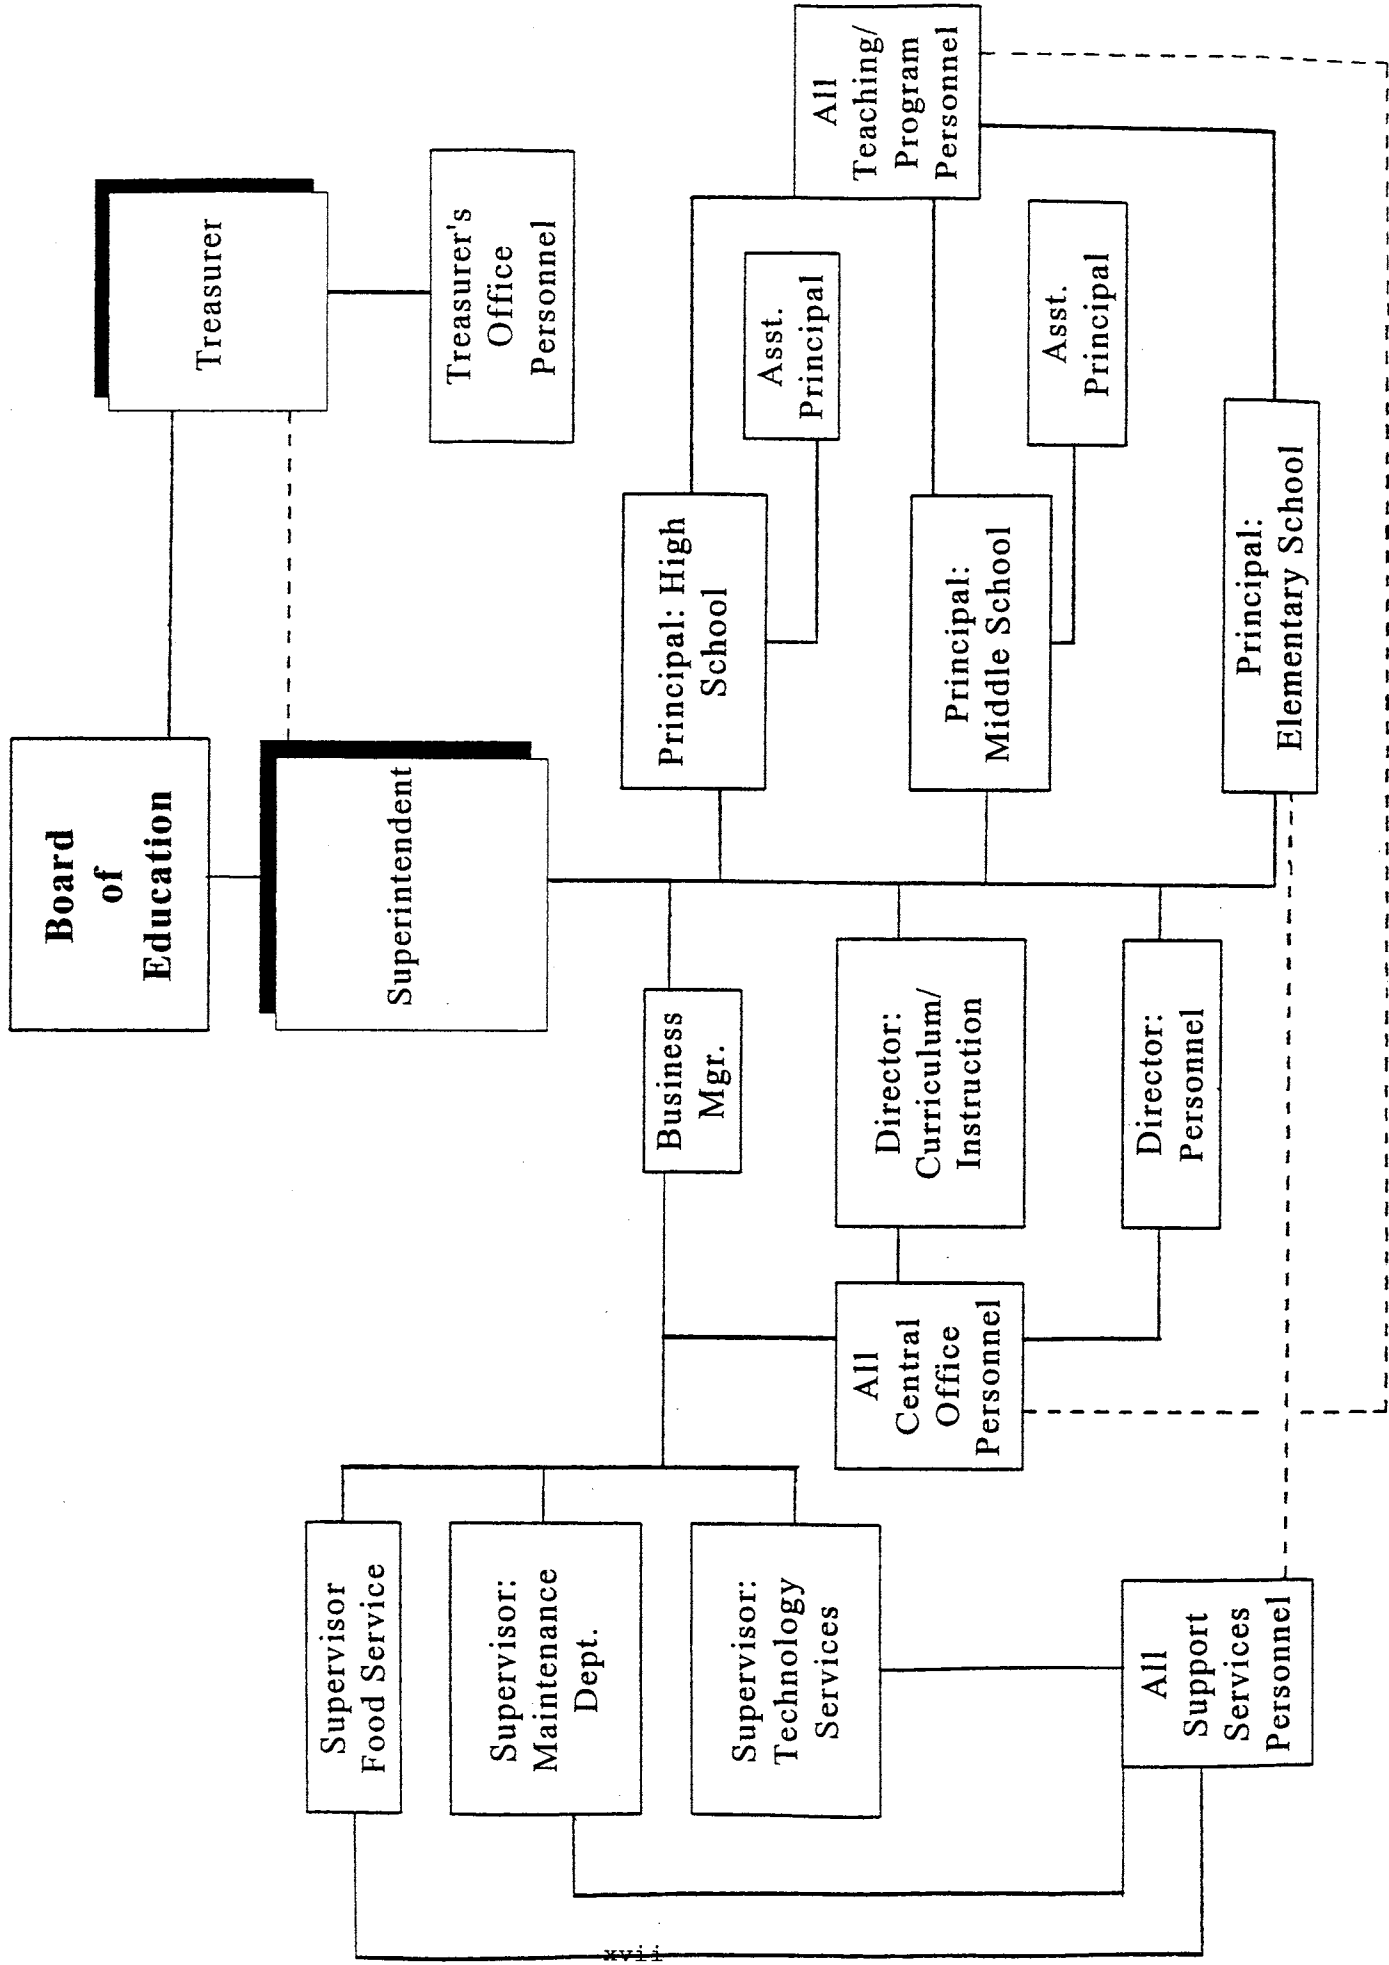 Board
of
Education
Treasurer
Superintendent
Treasurer's
Office
Personnel
Supervisor
Food Service
Supervisor:
Maintenance
Dept.
Supervisor:
Technology
Services
Business
Mgr.
Principal: High
School
Asst.
Principal
All
Teaching/
Program
Personnel
All
Central
Office
Personnel
Director:
Curriculum/
Instruction
Principal:
Middle School
Asst.
Principal
All
Support
Services
Personnel
Director:
Personnel
Principal:
Elementary School
xvii